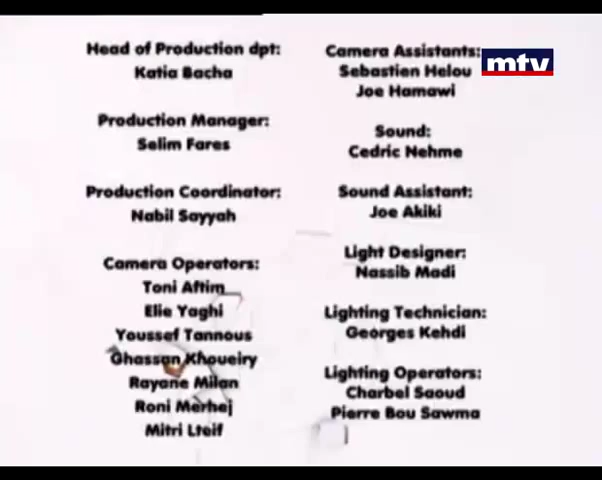 Head of Production dpt:
Katia Bacha
Production Manager:
Selim Fares
Production Coordinator:
Nabil Sayyah
Camera Operators:
Toni Aftim
Elie Yaghi
Youssef Tannous
Ghassan Khoueiry
Rayane Milan
Roni Merhej
Mitri Lteif
Camera Assistants:
Sebastien Helou
Joe Hamawi
Sound:
Cedric Nehme
Sound Assistant:
Joe Akiki
Light Designer:
Nassib Madi
Lighting Technician:
Georges Kehdi
Lighting Operators:
Charbel Saoud
Pierre Bou Sawma
mtv